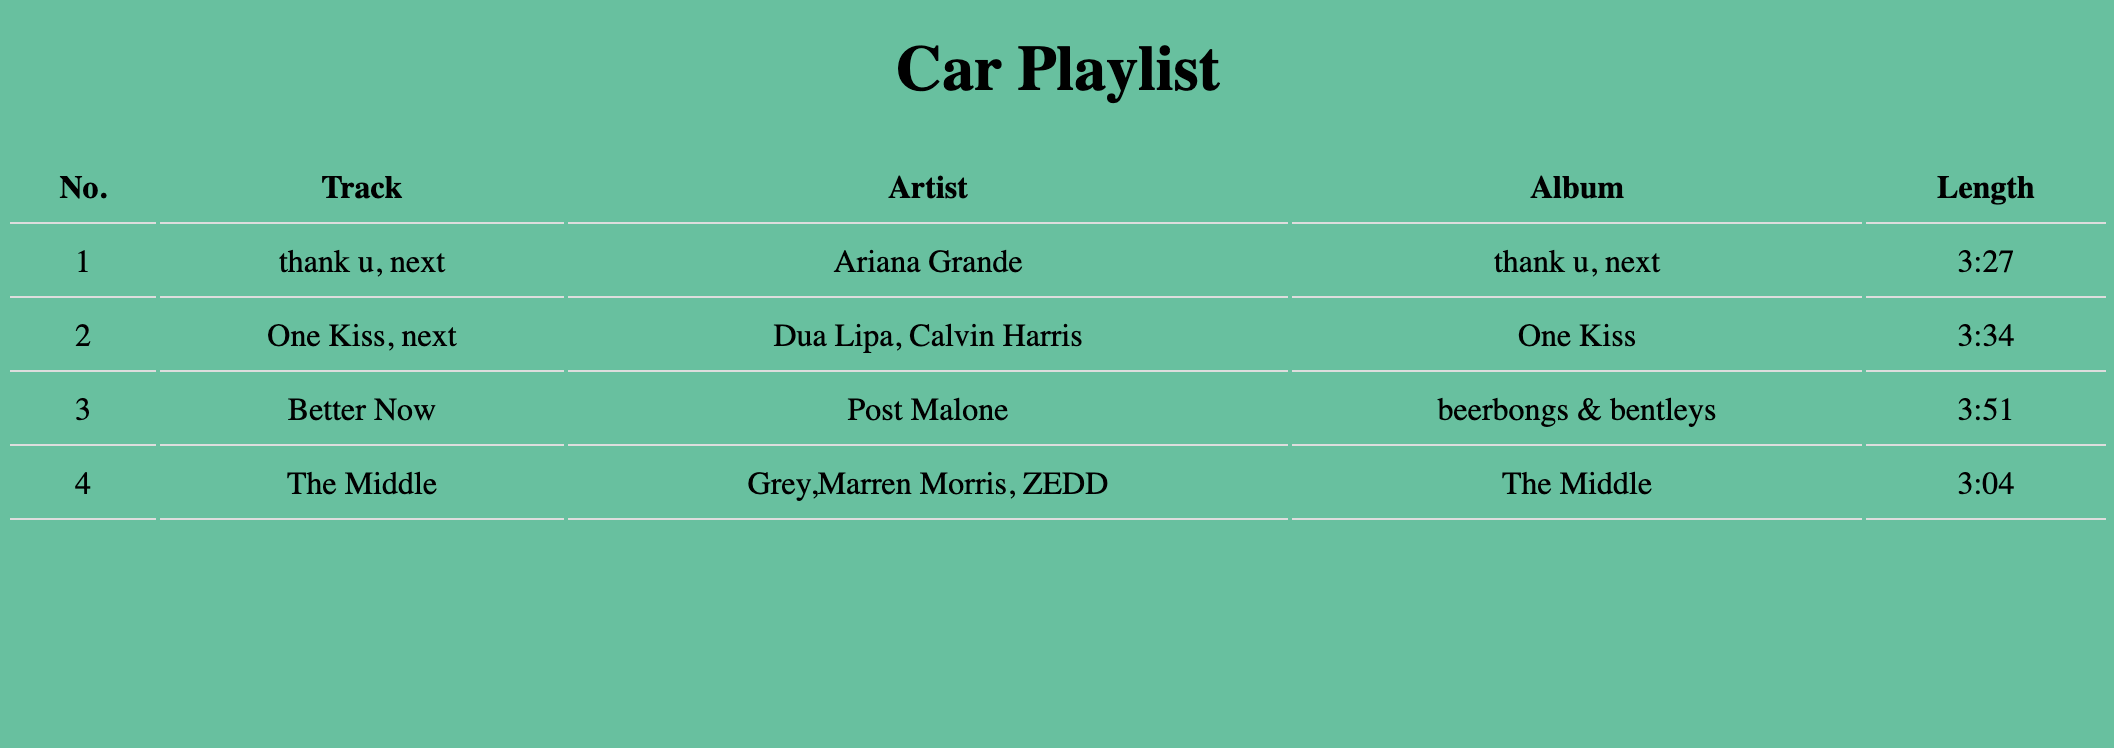 Car Playlist
No. Track Artist Album Length
1 thank u, next Ariana Grande thank u, next 3:27
2 One Kiss, next Dua Lipa, Calvin Harris One Kiss 3:34
3 Better Now Post Malone beerbongs & bentleys 3:51
4 The Middle Grey,Marren Morris, ZEDD The Middle 3:04